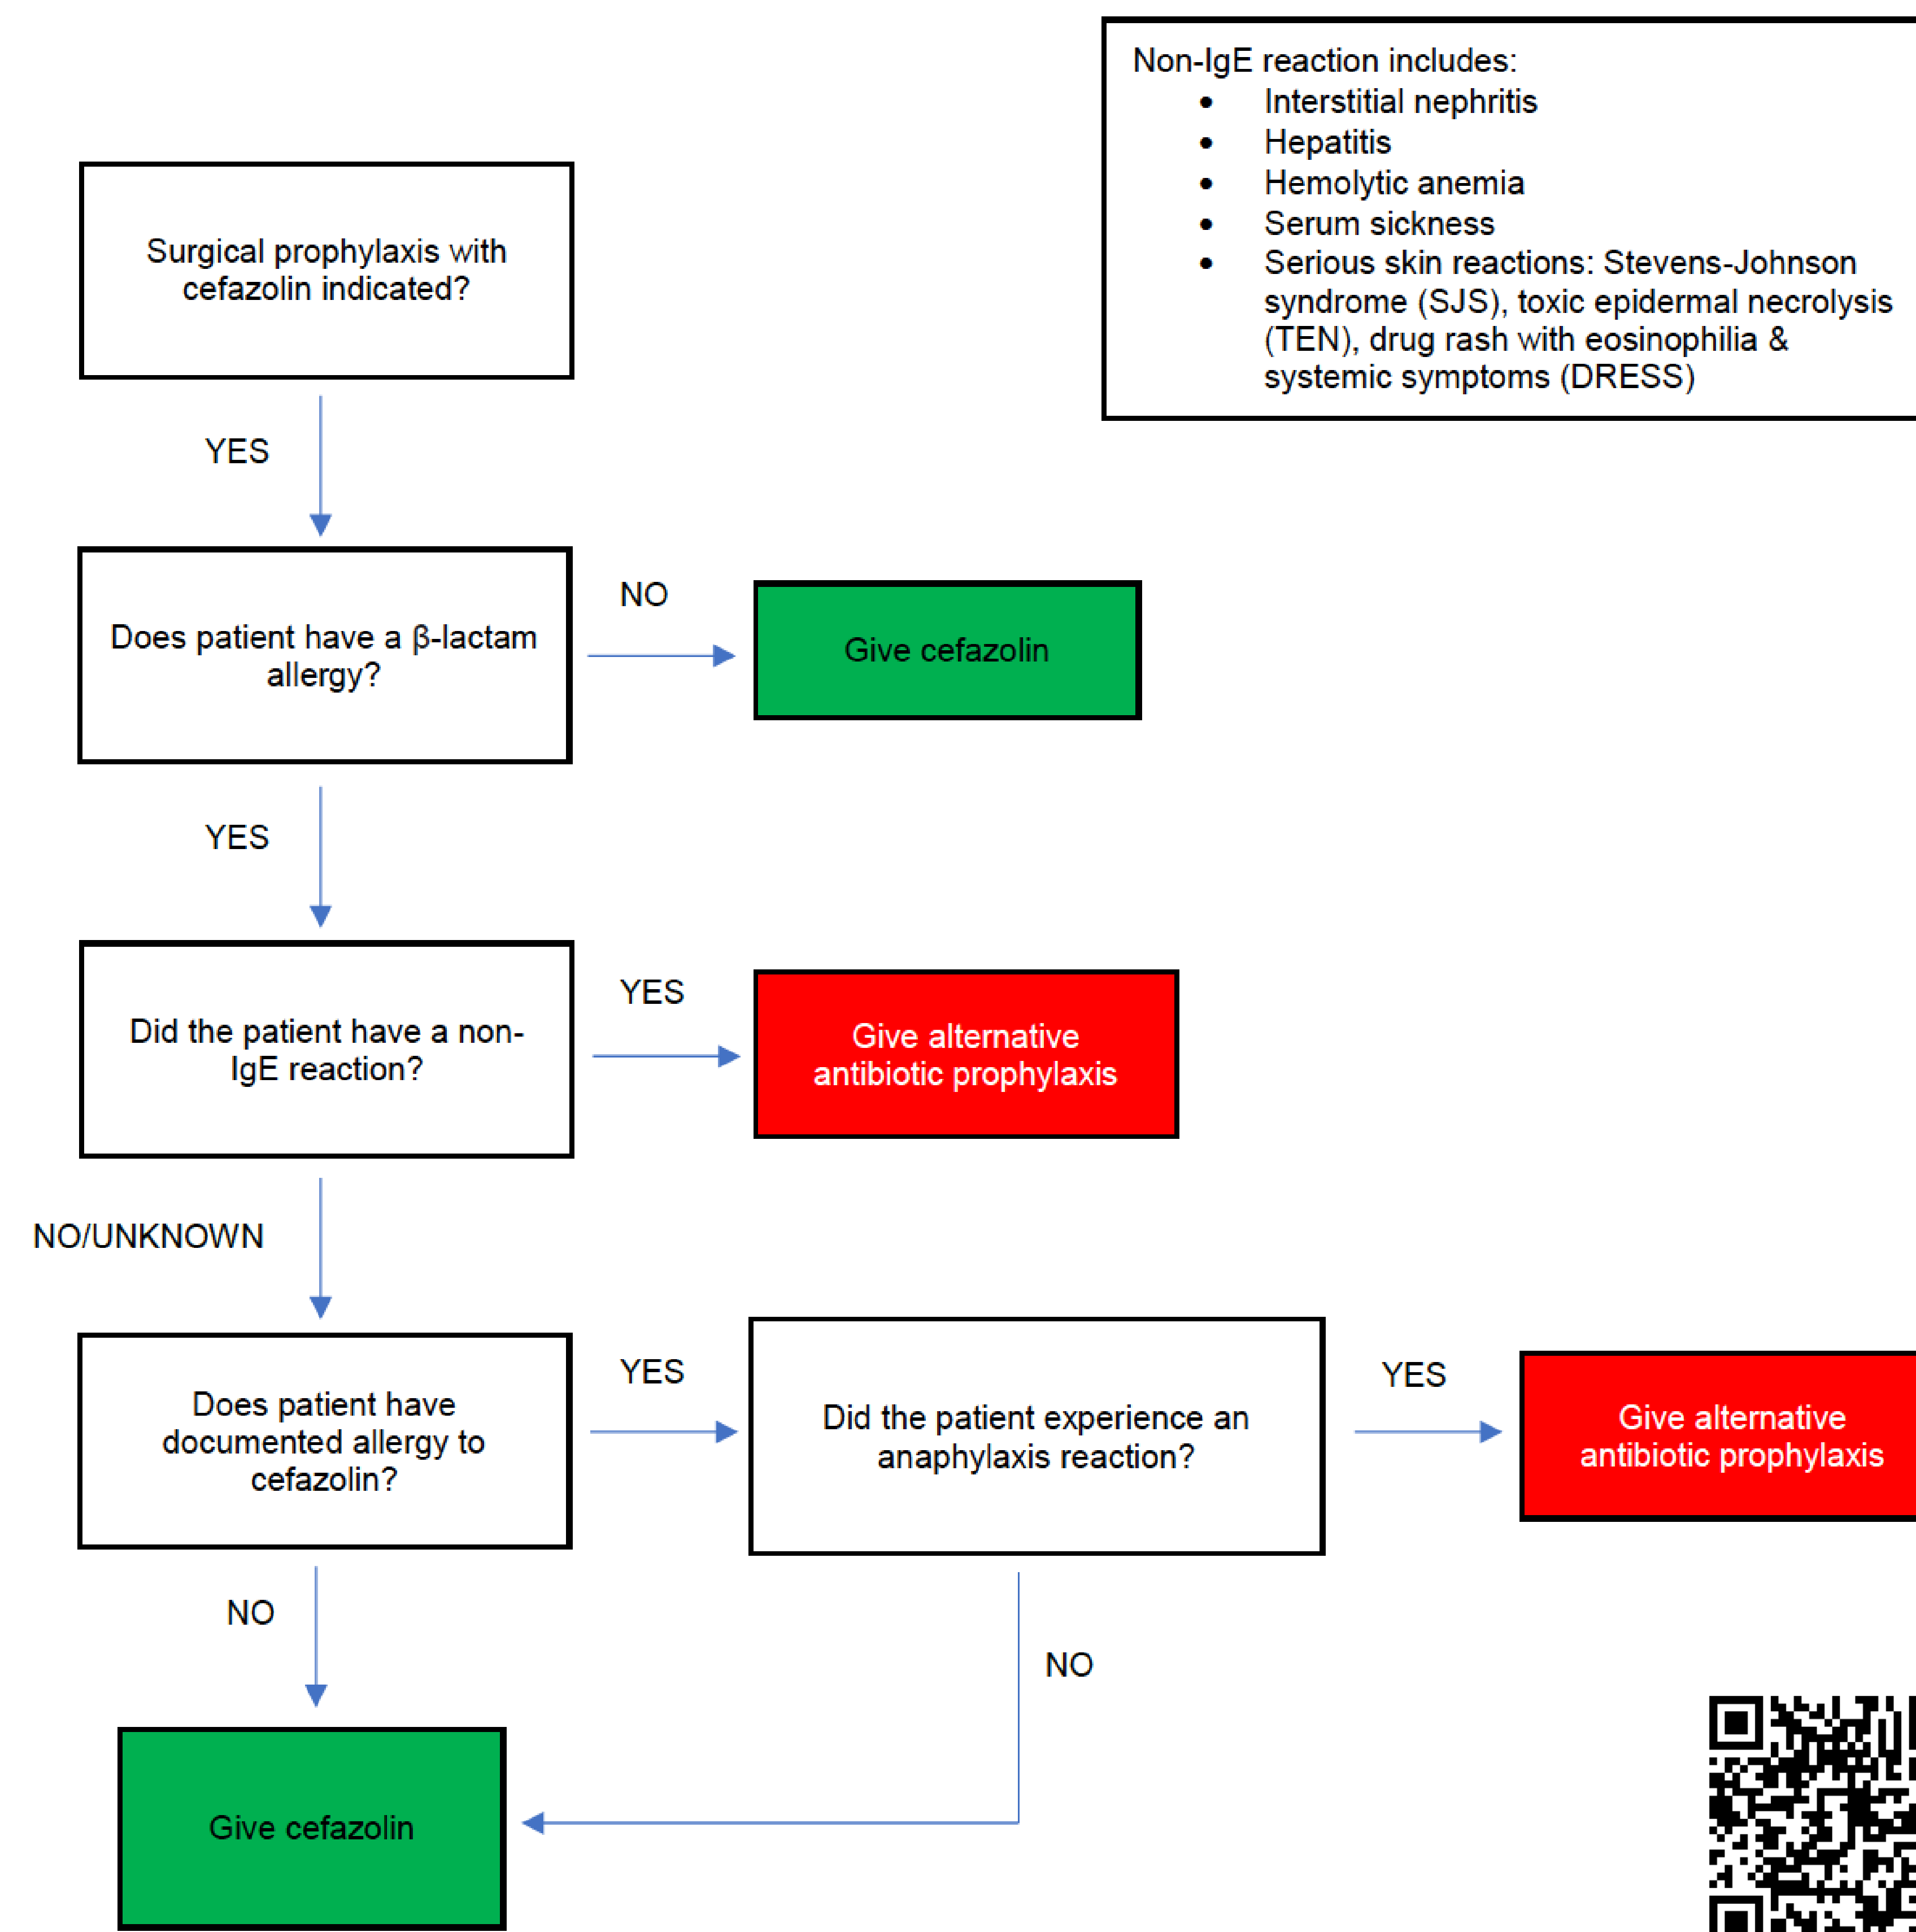 Non-IgE reaction includes:
• Interstitial nephritis
• Hepatitis
• Hemolytic anemia
• Serum sickness
• Serious skin reactions: Stevens-Johnson
syndrome (SJS), toxic epidermal necrolysis
(TEN), drug rash with eosinophilia &
systemic symptoms (DRESS)
Surgical prophylaxis with
cefazolin indicated?
YES
Does patient have a β-lactam
allergy?
NO
Give cefazolin
YES
Did the patient have a non-
IgE reaction?
YES
Give alternative
antibiotic prophylaxis
NO/UNKNOWN
Does patient have
documented allergy to
cefazolin?
YES
Did the patient experience an
anaphylaxis reaction?
YES
Give alternative
antibiotic prophylaxis
NO
NO
Give cefazolin